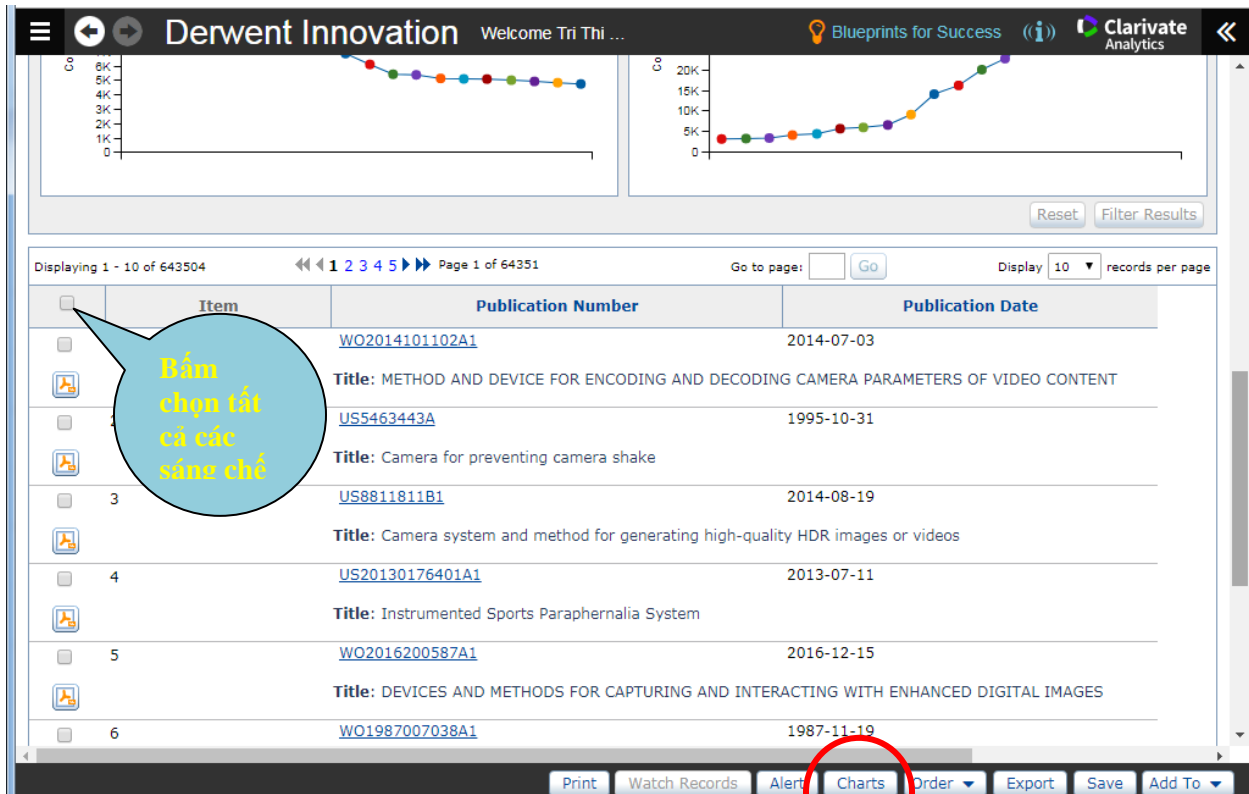 Derwent Innovation Welcome Tri Thi ... Blueprints for Success Clarivate Analytics
Co
6K
5K
4K
3K
2K
1K
0
Co
20K
15K
10K
5K
0
Reset Filter Results
Displaying 1 - 10 of 643504 1 2 3 4 5 Page 1 of 64351 Go to page: Go Display 10 records per page
Item Publication Number Publication Date
WO2014101102A1 2014-07-03
Title: METHOD AND DEVICE FOR ENCODING AND DECODING CAMERA PARAMETERS OF VIDEO CONTENT
Bấm
chọn tất
cả các
sáng chế
2 US5463443A 1995-10-31
Title: Camera for preventing camera shake
3 US8811811B1 2014-08-19
Title: Camera system and method for generating high-quality HDR images or videos
4 US20130176401A1 2013-07-11
Title: Instrumented Sports Paraphernalia System
5 WO2016200587A1 2016-12-15
Title: DEVICES AND METHODS FOR CAPTURING AND INTERACTING WITH ENHANCED DIGITAL IMAGES
6 WO1987007038A1 1987-11-19
Print Watch Records Alert Charts Order Export Save Add To